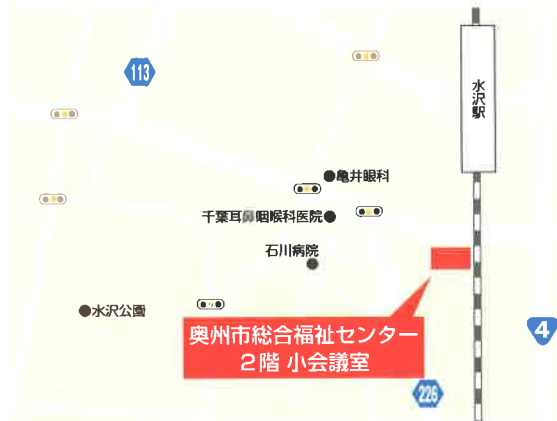 113
水沢駅
亀井眼科
千葉耳鼻咽喉科医院
石川病院
水沢公園
奥州市総合福祉センター
2階 小会議室
4
226